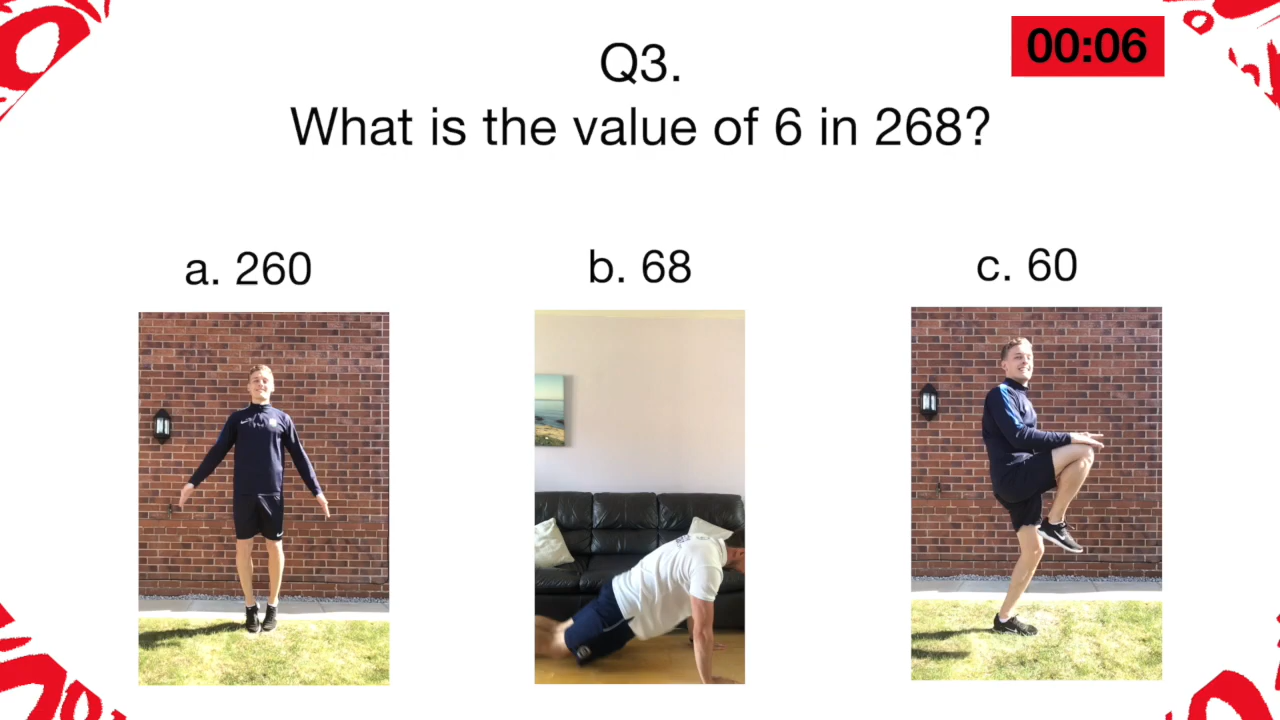 00:06
Q3.
What is the value of 6 in 268?
a. 260
b. 68
c. 60